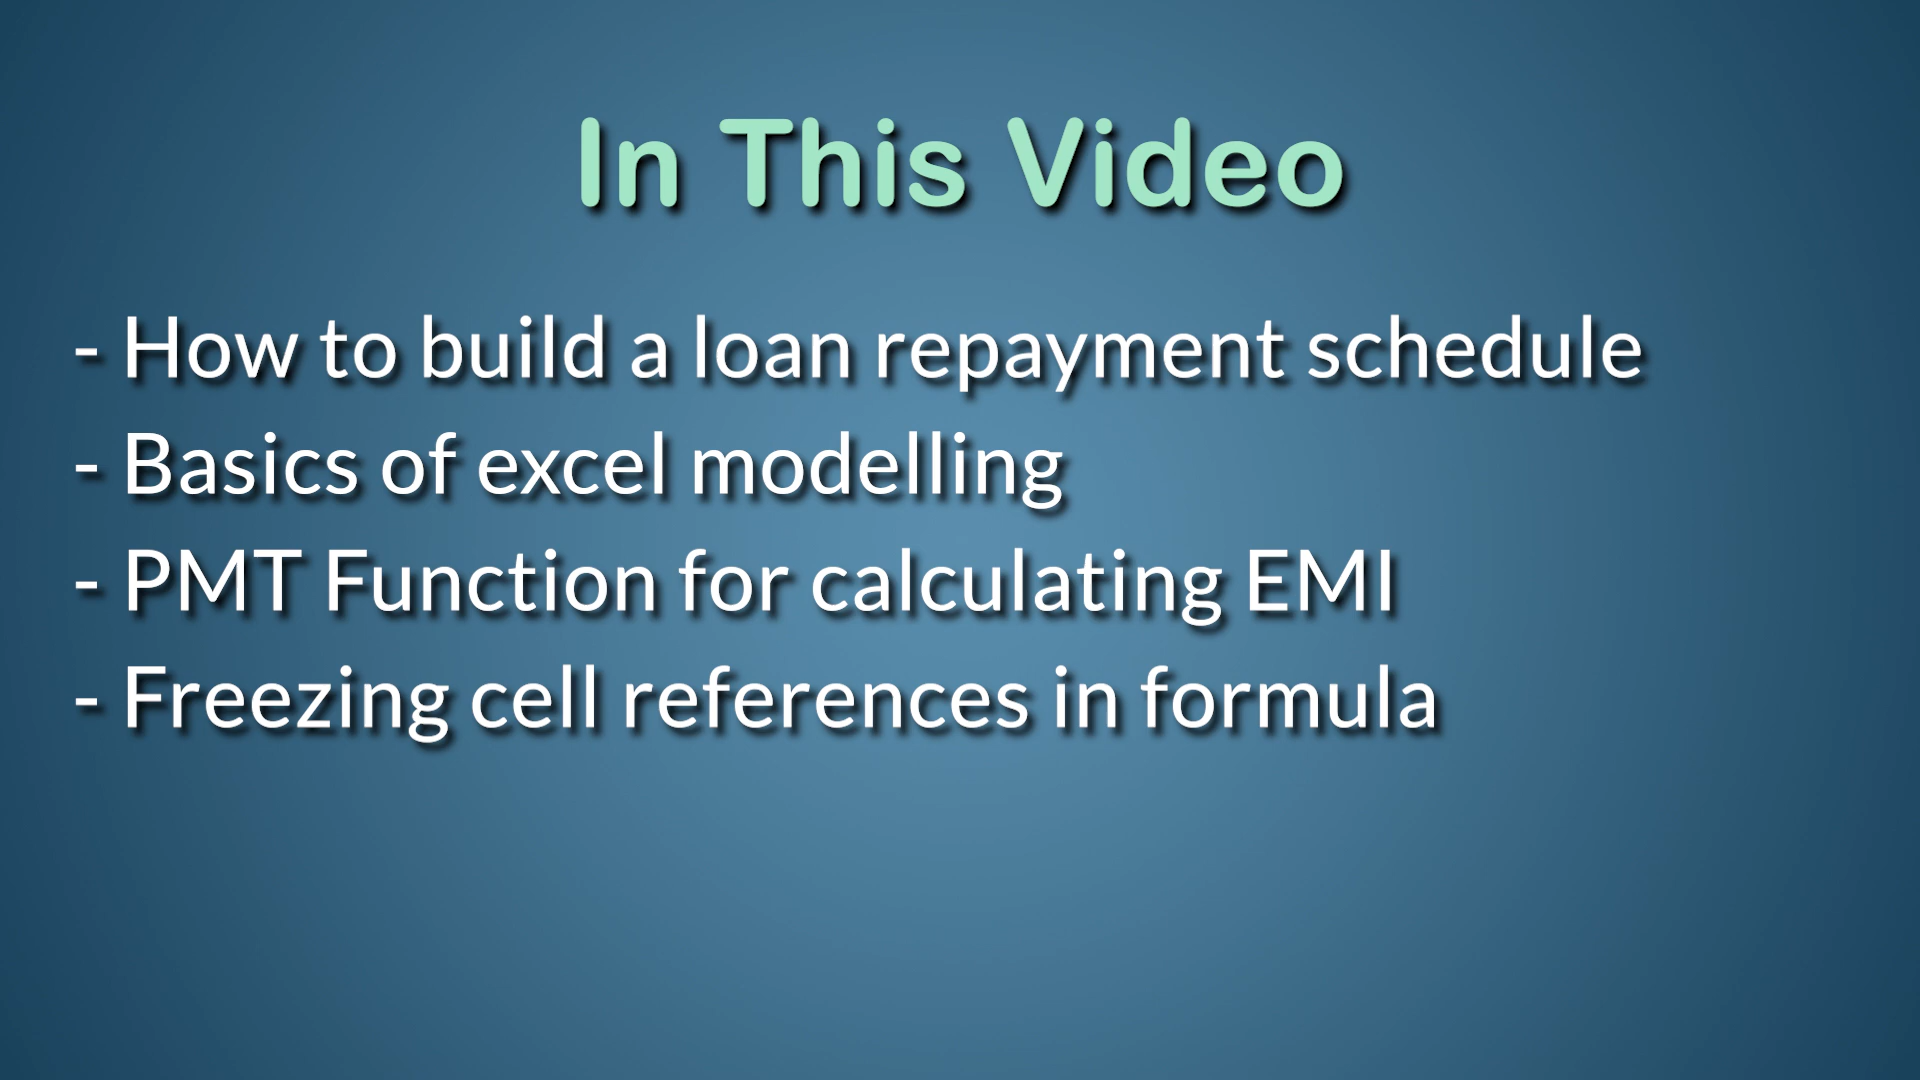 In This Video
- How to build a loan repayment schedule
- Basics of excel modelling
- PMT Function for calculating EMI
- Freezing cell references in formula